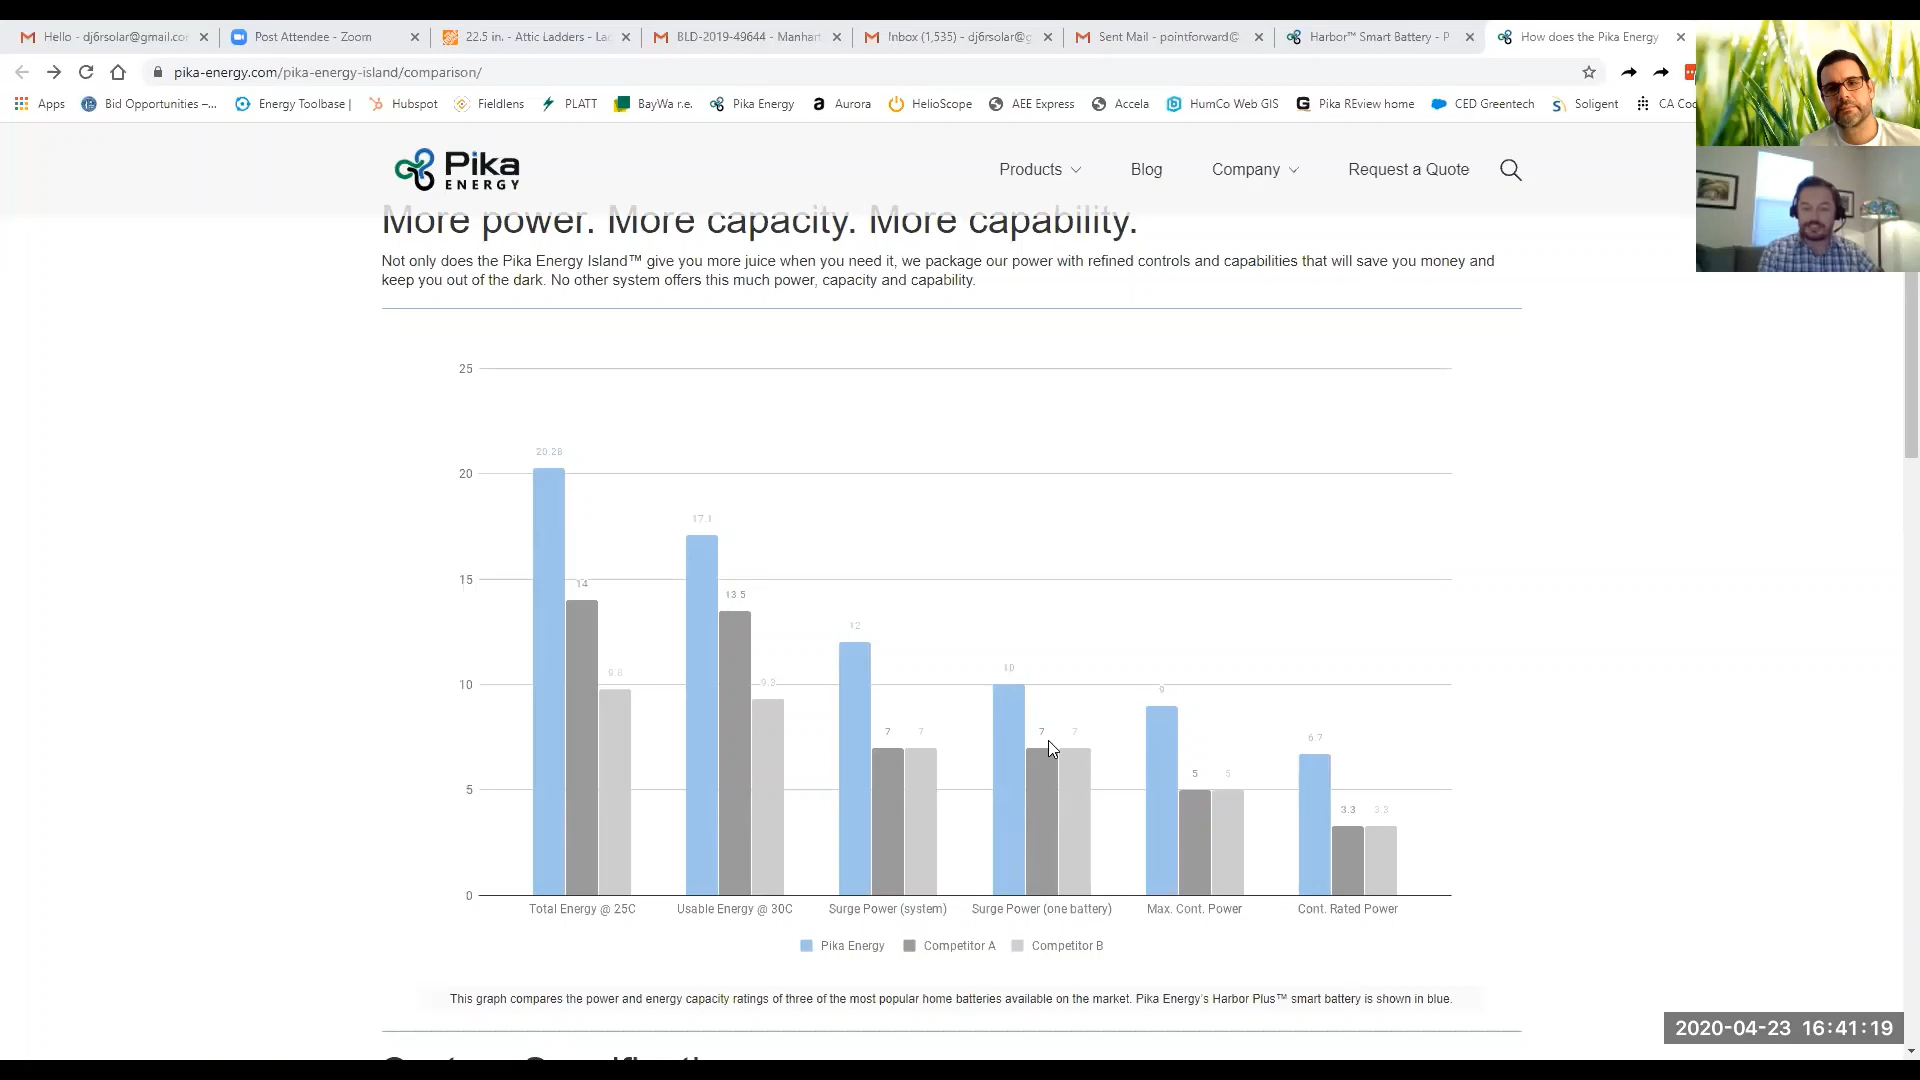 Hello - dj6rsolar@gmail.co
Post Attendee - Zoom
22.5 in. - Attic Ladders - La
BLD-2019-49644 - Manhart
Inbox (1,535) - dj6rsolar@g
Sent Mail - pointforward@
Harbor™ Smart Battery - P
How does the Pika Energy
pika-energy.com/pika-energy-island/comparison/
Apps
Bid Opportunities –...
Energy Toolbase |
Hubspot
Fieldlens
PLATT
BayWa r.e.
Pika Energy
Aurora
HelioScope
AEE Express
Accela
HumCo Web GIS
Pika REview home
CED Greentech
Soligent
CA Co
Pika
ENERGY
Products
Blog
Company
Request a Quote
More power. More capacity. More capability.
Not only does the Pika Energy Island™ give you more juice when you need it, we package our power with refined controls and capabilities that will save you money and
keep you out of the dark. No other system offers this much power, capacity and capability.
25
20
15
10
5
0
20.28
14
9.8
17.1
13.5
9.3
12
7
7
10
7
7
9
5
5
6.7
3.3
3.3
Total Energy @ 25C
Usable Energy @ 30C
Surge Power (system)
Surge Power (one battery)
Max. Cont. Power
Cont. Rated Power
Pika Energy
Competitor A
Competitor B
This graph compares the power and energy capacity ratings of three of the most popular home batteries available on the market. Pika Energy's Harbor Plus™ smart battery is shown in blue.
2020-04-23 16:41:19